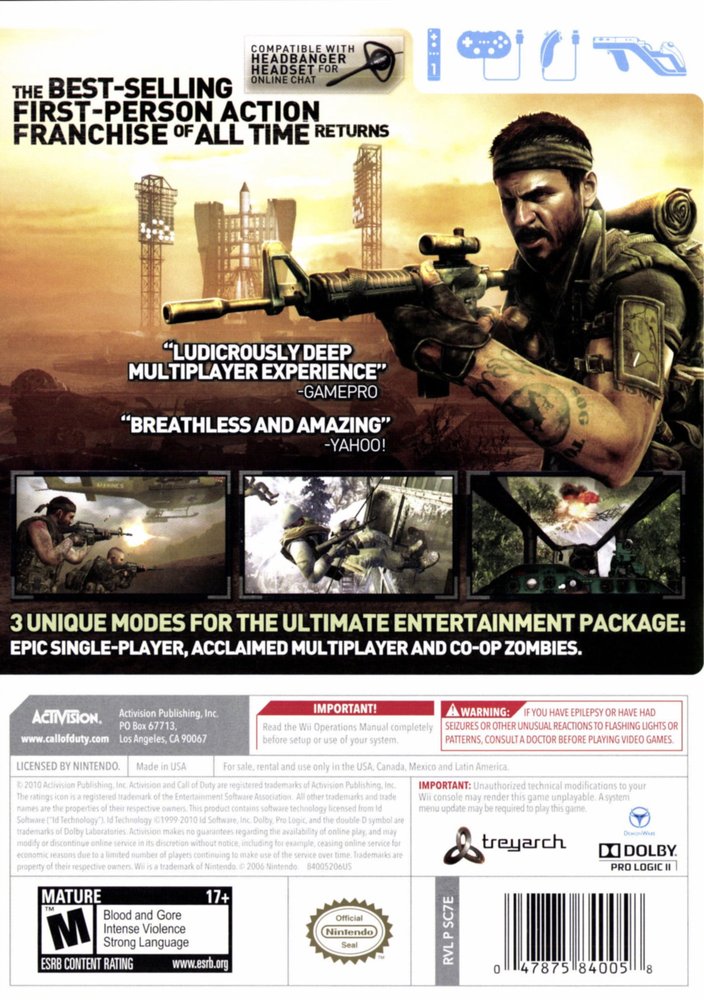 COMPATIBLE WITH
HEADBANGER
HEADSET FOR
ONLINE CHAT
1
THE BEST-SELLING
FIRST-PERSON ACTION
FRANCHISE OF ALL TIME RETURNS
"LUDICROUSLY DEEP
MULTIPLAYER EXPERIENCE"
-GAMEPRO
"BREATHLESS AND AMAZING"
-YAHOO!
MARINES
3 UNIQUE MODES FOR THE ULTIMATE ENTERTAINMENT PACKAGE:
EPIC SINGLE-PLAYER, ACCLAIMED MULTIPLAYER AND CO-OP ZOMBIES.
ACTIVISION.
www.callofduty.com
Activision Publishing, Inc.
PO Box 67713,
Los Angeles, CA 90067
IMPORTANT!
Read the Wii Operations Manual completely
before setup or use of your system.
WARNING: IF YOU HAVE EPILEPSY OR HAVE HAD
SEIZURES OR OTHER UNUSUAL REACTIONS TO FLASHING LIGHTS OR
PATTERNS, CONSULT A DOCTOR BEFORE PLAYING VIDEO GAMES.
LICENSED BY NINTENDO.
Made in USA
For sale, rental and use only in the USA, Canada, Mexico and Latin America.
© 2010 Activision Publishing, Inc. Activision and Call of Duty are registered trademarks of Activision Publishing, Inc.
The ratings icon is a registered trademark of the Entertainment Software Association. All other trademarks and trade
names are the properties of their respective owners. This product contains software technology licensed from Id
Software ("Id Technology"). Id Technology ©1999-2010 Id Software, Inc. Dolby, Pro Logic, and the double D symbol are
trademarks of Dolby Laboratories. Activision makes no guarantees regarding the availability of online play, and may
modify or discontinue online service in its discretion without notice, including for example, ceasing online service for
economic reasons due to a limited number of players continuing to make use of the service over time. Trademarks are
property of their respective owners. Wii is a trademark of Nintendo. © 2006 Nintendo. 84005206US
IMPORTANT: Unauthorized technical modifications to your
Wii console may render this game unplayable. A system
menu update may be required to play this game.
treyarch
DEMONWARE
DOLBY
PRO LOGIC II
MATURE 17+
M
Blood and Gore
Intense Violence
Strong Language
ESRB CONTENT RATING www.esrb.org
Official
Nintendo
Seal
RVL P SC7E
0 47875 84005 8